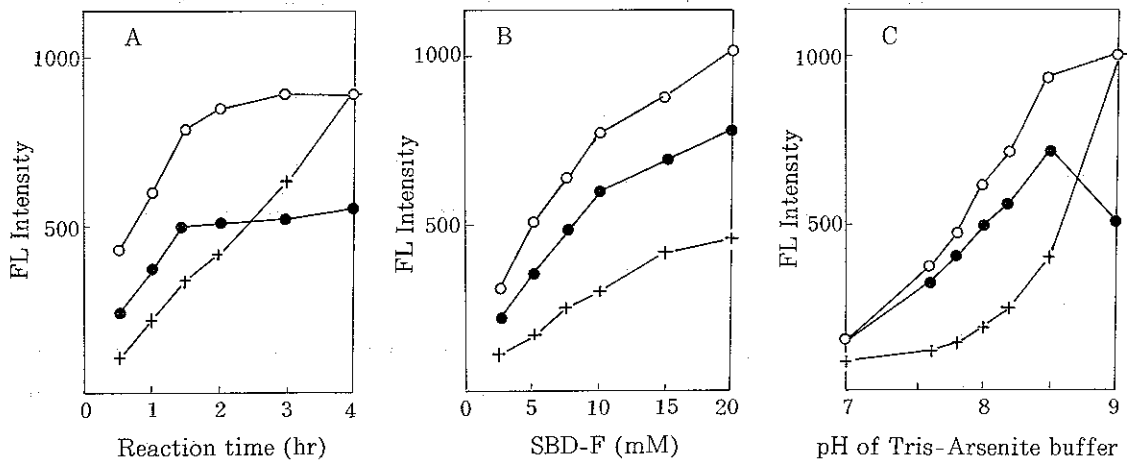 A
1000
500
FL Intensity
0 1 2 3 4
Reaction time (hr)
B
1000
500
FL Intensity
0 5 10 15 20
SBD-F (mM)
C
1000
500
FL Intensity
7 8 9
pH of Tris-Arsenite buffer